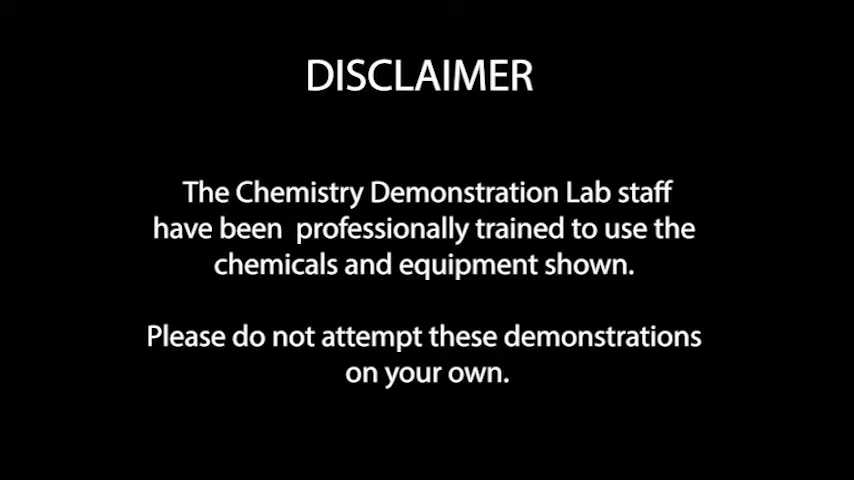 DISCLAIMER
The Chemistry Demonstration Lab staff
have been  professionally trained to use the
chemicals and equipment shown.
Please do not attempt these demonstrations
on your own.